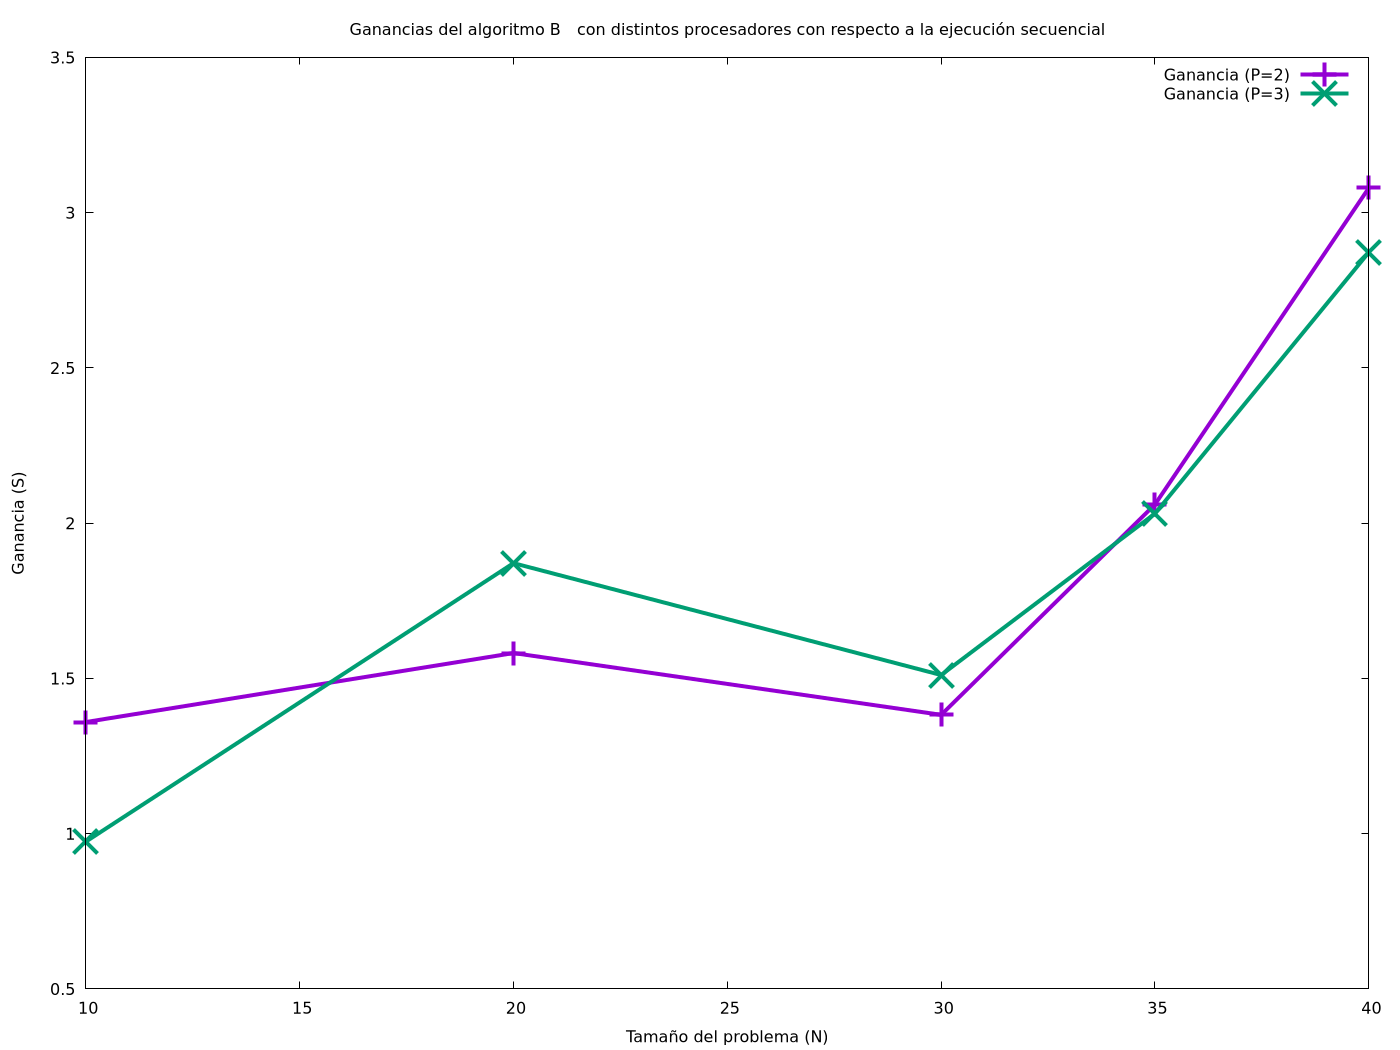 Ganancias del algoritmo B   con distintos procesadores con respecto a la ejecución secuencial
3.5
Ganancia (P=2)
Ganancia (P=3)
3
2.5
2
1.5
1
0.5
Ganancia (S)
10 15 20 25 30 35 40
Tamaño del problema (N)